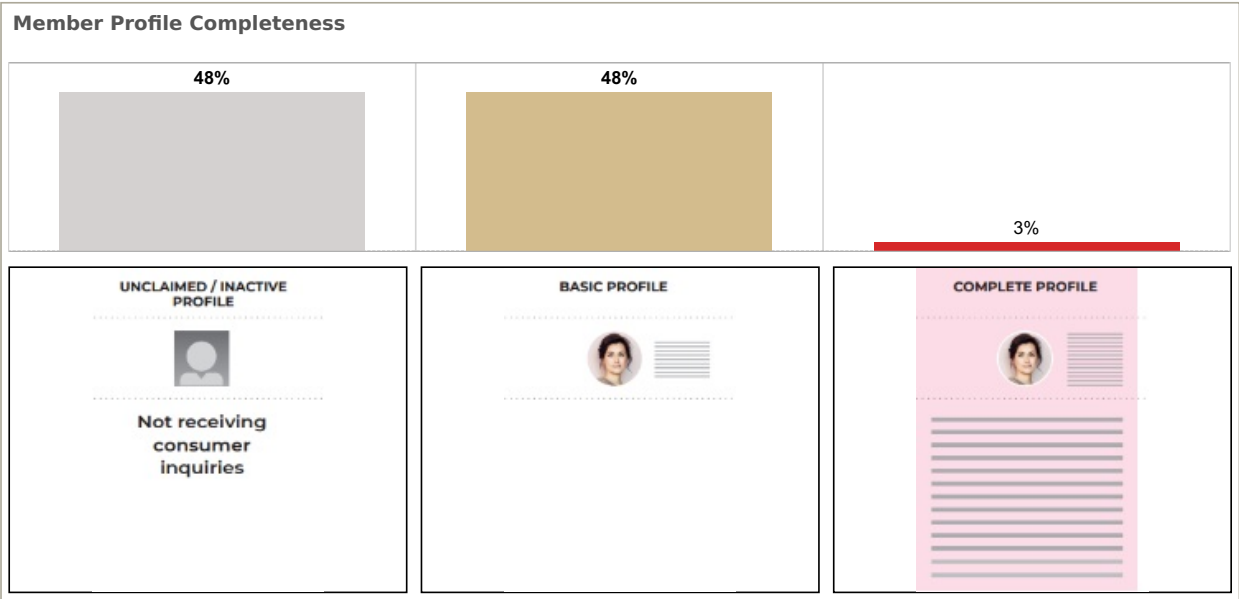 Member Profile Completeness
48%
48%
3%
UNCLAIMED / INACTIVE
PROFILE
Not receiving
consumer
inquiries
BASIC PROFILE
COMPLETE PROFILE